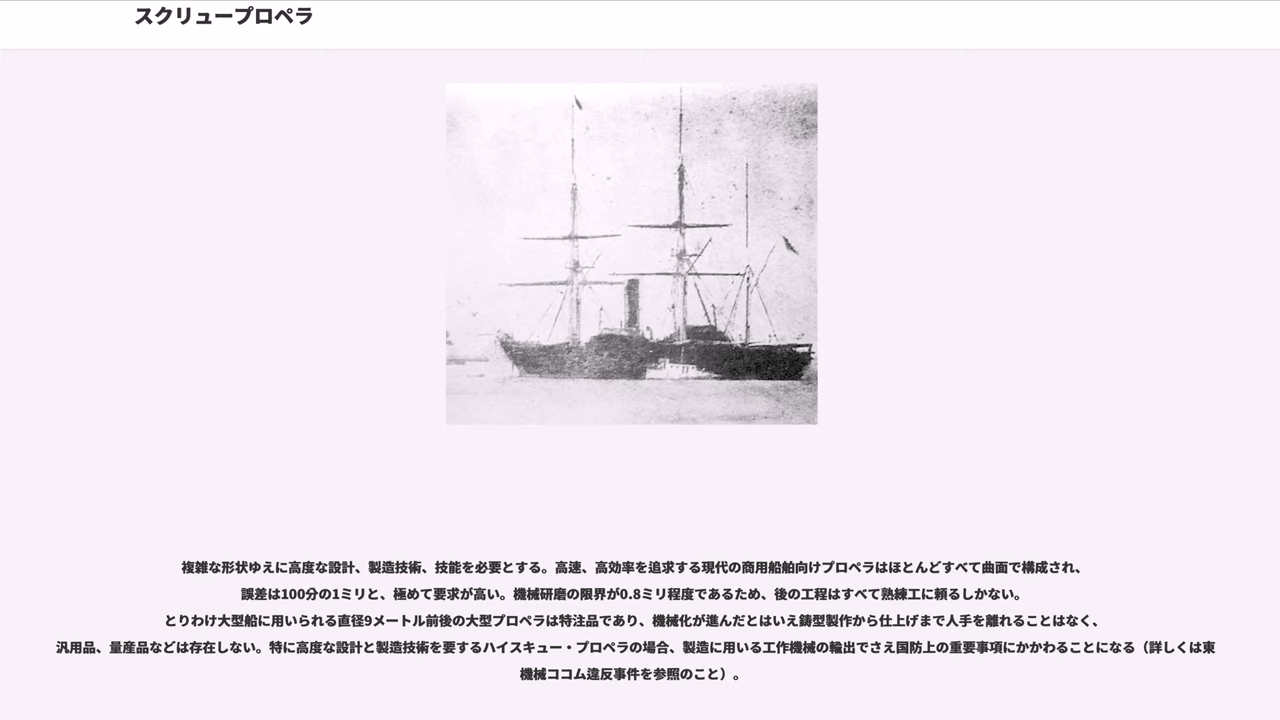 スクリュープロペラ
複雑な形状ゆえに高度な設計、製造技術、技能を必要とする。高速、高効率を追求する現代の商用船舶向けプロペラはほとんどすべて曲面で構成され、
誤差は100分の1ミリと、極めて要求が高い。機械研磨の限界が0.8ミリ程度であるため、後の工程はすべて熟練工に頼るしかない。
とりわけ大型船に用いられる直径9メートル前後の大型プロペラは特注品であり、機械化が進んだとはいえ鋳型製作から仕上げまで人手を離れることはなく、
汎用品、量産品などは存在しない。特に高度な設計と製造技術を要するハイスキュー・プロペラの場合、製造に用いる工作機械の輸出でさえ国防上の重要事項にかかわることになる（詳しくは東
機械ココム違反事件を参照のこと）。